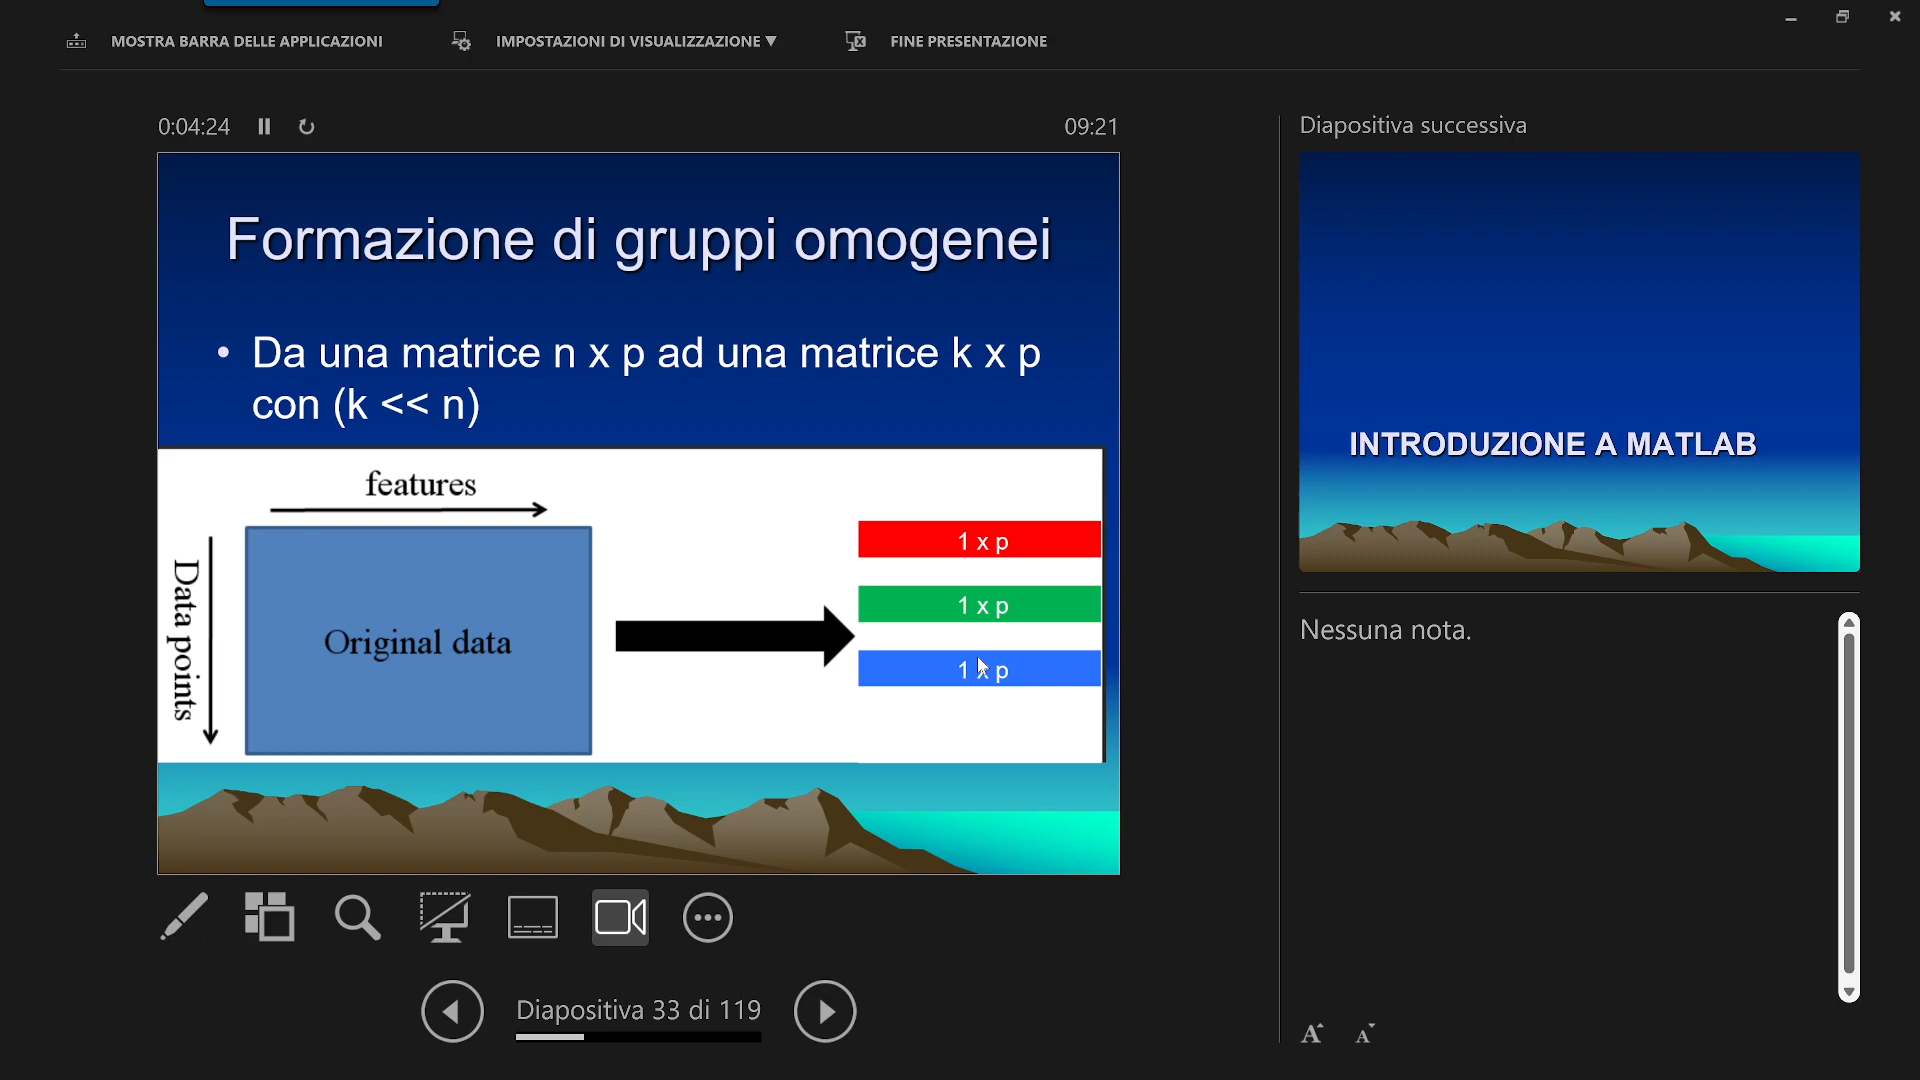 MOSTRA BARRA DELLE APPLICAZIONI
IMPOSTAZIONI DI VISUALIZZAZIONE ▼
FINE PRESENTAZIONE
0:04:24
09:21
Diapositiva successiva
Formazione di gruppi omogenei
• Da una matrice n x p ad una matrice k x p
con (k << n)
features
Data points
Original data
1 x p
1 x p
1 x p
INTRODUZIONE A MATLAB
Nessuna nota.
Diapositiva 33 di 119
A A